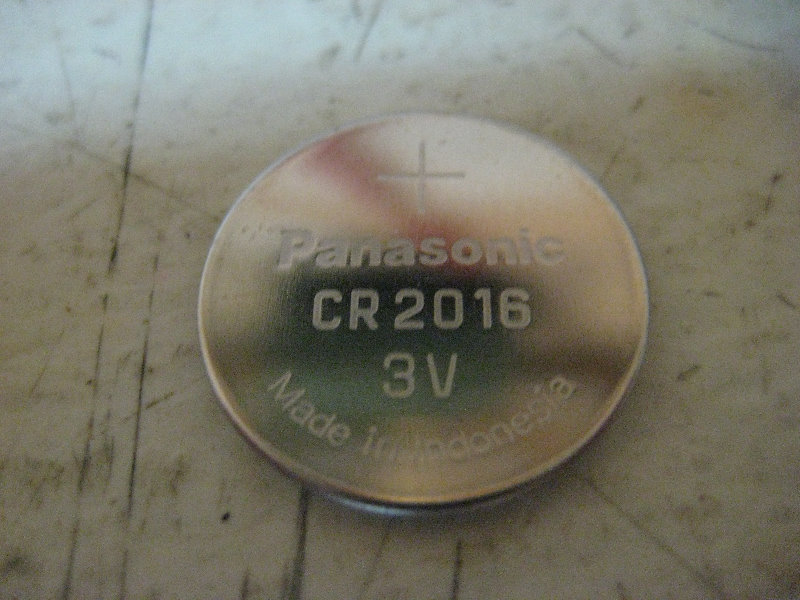 +
Panasonic
CR2016
3V
Made in Indonesia